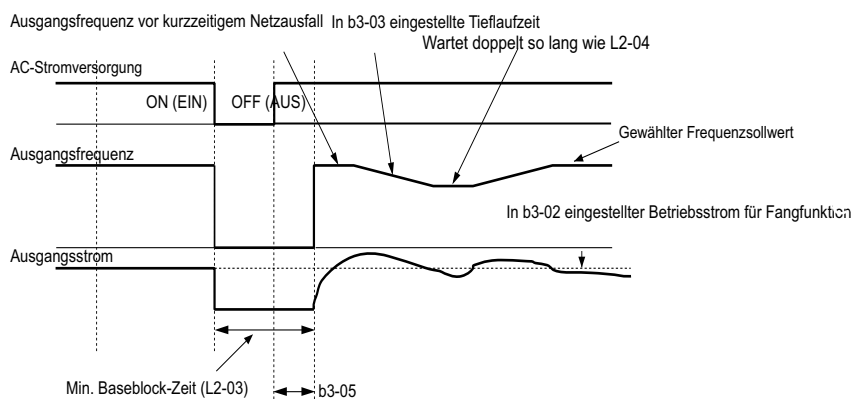 Ausgangsfrequenz vor kurzzeitigem Netzausfall
In b3-03 eingestellte Tieflaufzeit
Wartet doppelt so lang wie L2-04
AC-Stromversorgung
ON (EIN)
OFF (AUS)
Gewählter Frequenzsollwert
Ausgangsfrequenz
In b3-02 eingestellter Betriebsstrom für Fangfunktion
Ausgangsstrom
Min. Baseblock-Zeit (L2-03)
b3-05